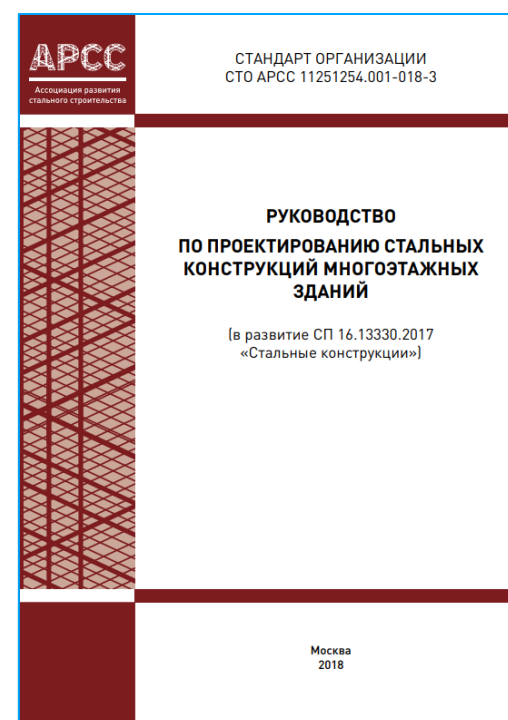 АРСС
Ассоциация развития
стального строительства
СТАНДАРТ ОРГАНИЗАЦИИ
СТО АРСС 11251254.001-018-3
РУКОВОДСТВО
ПО ПРОЕКТИРОВАНИЮ СТАЛЬНЫХ
КОНСТРУКЦИЙ МНОГОЭТАЖНЫХ
ЗДАНИЙ
(в развитие СП 16.13330.2017
«Стальные конструкции»)
Москва
2018